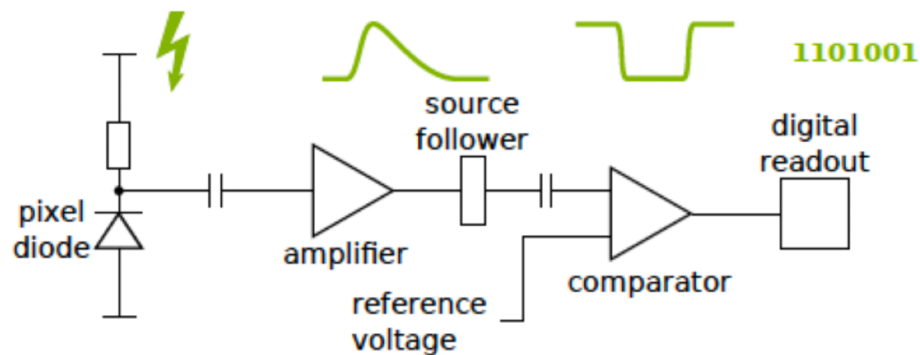 1101001
source
follower
digital
readout
pixel
diode
amplifier
comparator
reference
voltage